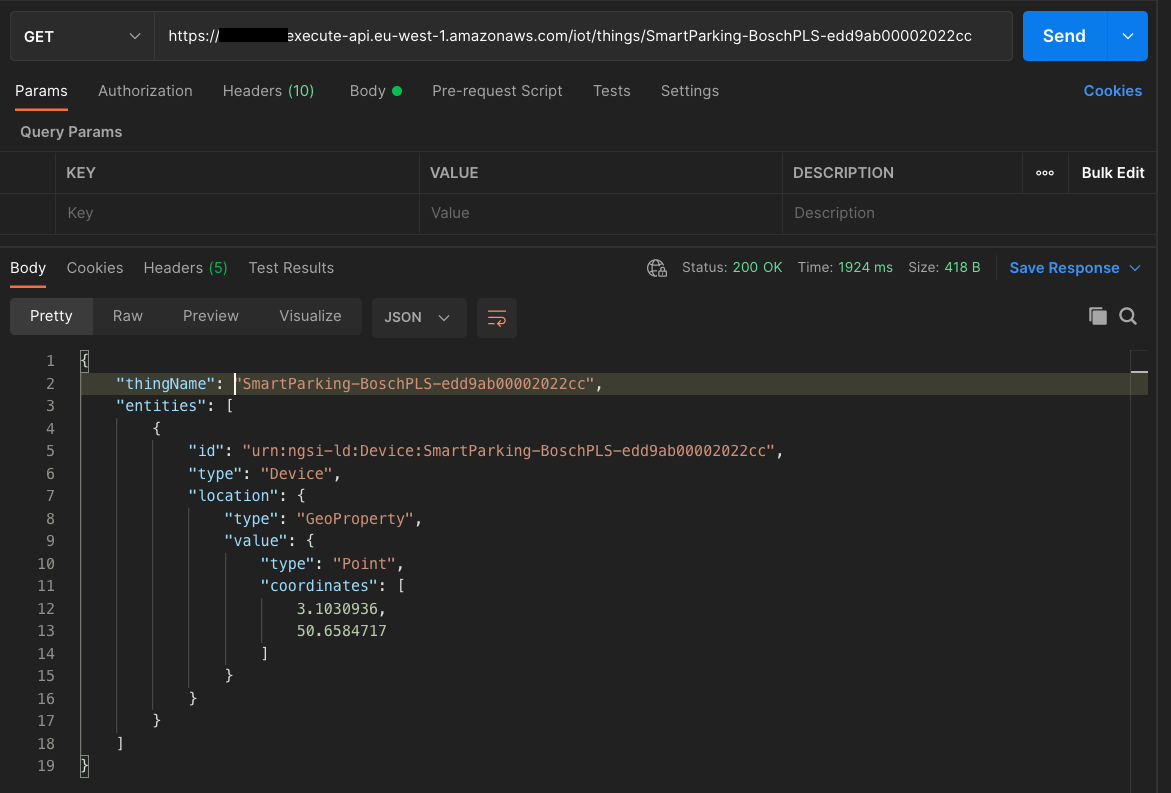 GET https://execute-api.eu-west-1.amazonaws.com/iot/things/SmartParking-BoschPLS-edd9ab00002022cc Send
Params Authorization Headers (10) Body Pre-request Script Tests Settings Cookies
Query Params
KEY VALUE DESCRIPTION ooo Bulk Edit
Key Value Description
Body Cookies Headers (5) Test Results Status: 200 OK Time: 1924 ms Size: 418 B Save Response
Pretty Raw Preview Visualize JSON
1 {
2 "thingName": "SmartParking-BoschPLS-edd9ab00002022cc",
3 "entities": [
4 {
5 "id": "urn:ngsi-ld:Device:SmartParking-BoschPLS-edd9ab00002022cc",
6 "type": "Device",
7 "location": {
8 "type": "GeoProperty",
9 "value": {
10 "type": "Point",
11 "coordinates": [
12 3.1030936,
13 50.6584717
14 ]
15 }
16 }
17 }
18 ]
19 }